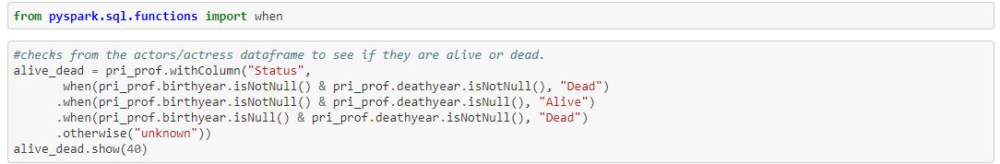 from pyspark.sql.functions import when
#checks from the actors/actress dataframe to see if they are alive or dead.
alive_dead = pri_prof.withColumn("Status",
       when(pri_prof.birthyear.isNotNull() & pri_prof.deathyear.isNotNull(), "Dead")
      .when(pri_prof.birthyear.isNotNull() & pri_prof.deathyear.isNull(), "Alive")
      .when(pri_prof.birthyear.isNull() & pri_prof.deathyear.isNotNull(), "Dead")
      .otherwise("unknown"))
alive_dead.show(40)